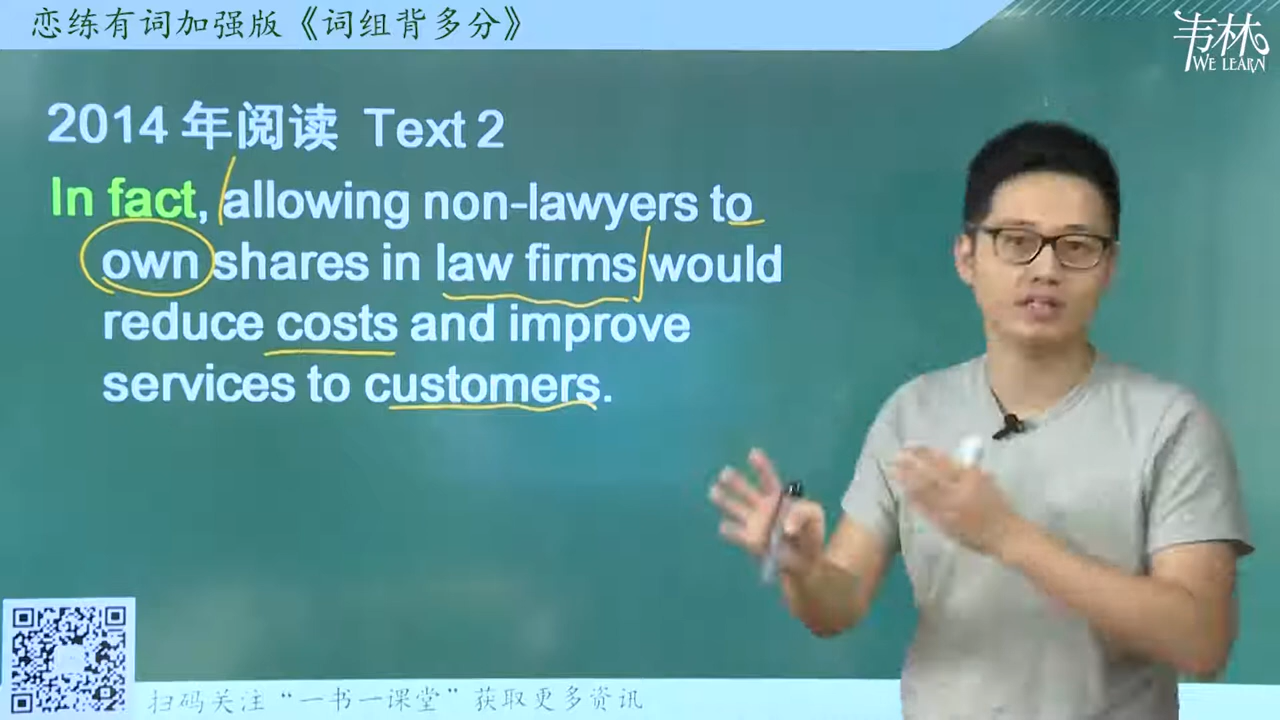 恋练有词加强版《词组背多分》
韦林
WE LEARN
2014 年阅读 Text 2
In fact, allowing non-lawyers to
own shares in law firms would
reduce costs and improve
services to customers.
扫码关注“一书一课堂”获取更多资讯